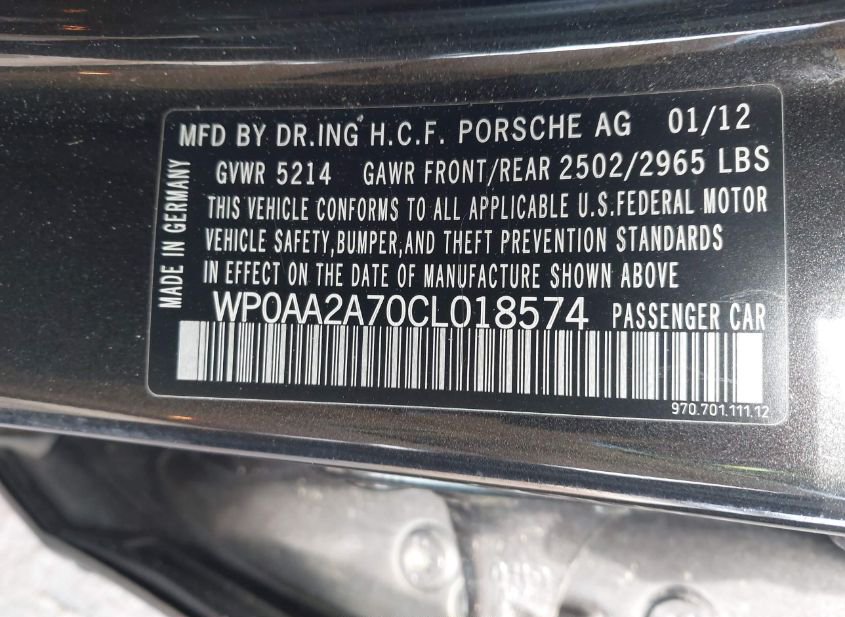 MFD BY DR.ING H.C.F. PORSCHE AG 01/12
GVWR 5214 GAWR FRONT/REAR 2502/2965 LBS
THIS VEHICLE CONFORMS TO ALL APPLICABLE U.S.FEDERAL MOTOR
VEHICLE SAFETY,BUMPER,AND THEFT PREVENTION STANDARDS
IN EFFECT ON THE DATE OF MANUFACTURE SHOWN ABOVE
WP0AA2A70CL018574 PASSENGER CAR
970.701.111.12
MADE IN GERMANY